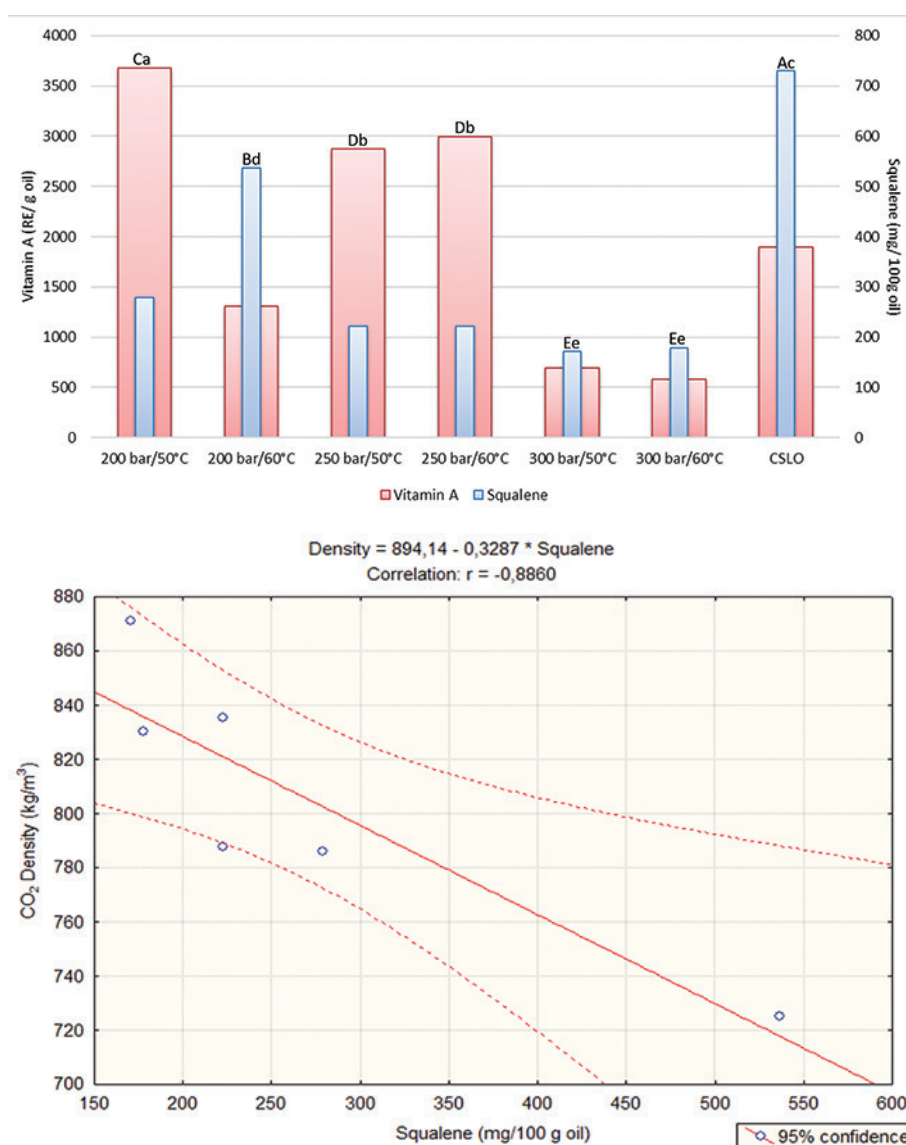 4000 800
Ca Ac
3500 700
3000 Db Db 600
Bd
2500 500
2000 400
1500 300
1000 Ee Ee 200
500 100
0 0
Vitamin A (RE/ g oil)
Squalene (mg/ 100g oil)
200 bar/50°C 200 bar/60°C 250 bar/50°C 250 bar/60°C 300 bar/50°C 300 bar/60°C CSLO
Vitamin A Squalene
Density = 894,14 - 0,3287 * Squalene
Correlation: r = -0,8860
880
860
840
820
800
780
760
740
720
700
CO₂ Density (kg/m³)
150 200 250 300 350 400 450 500 550 600
Squalene (mg/100 g oil)
95% confidence